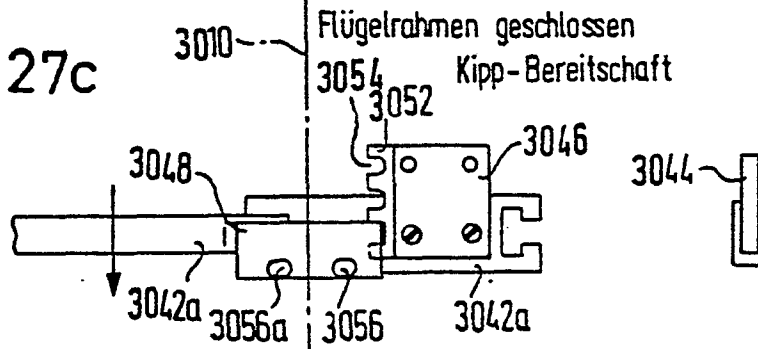 27c
3010
Flügelrahmen geschlossen
Kipp-Bereitschaft
3054
3052
3046
3044
3048
3042a
3056a
3056
3042a